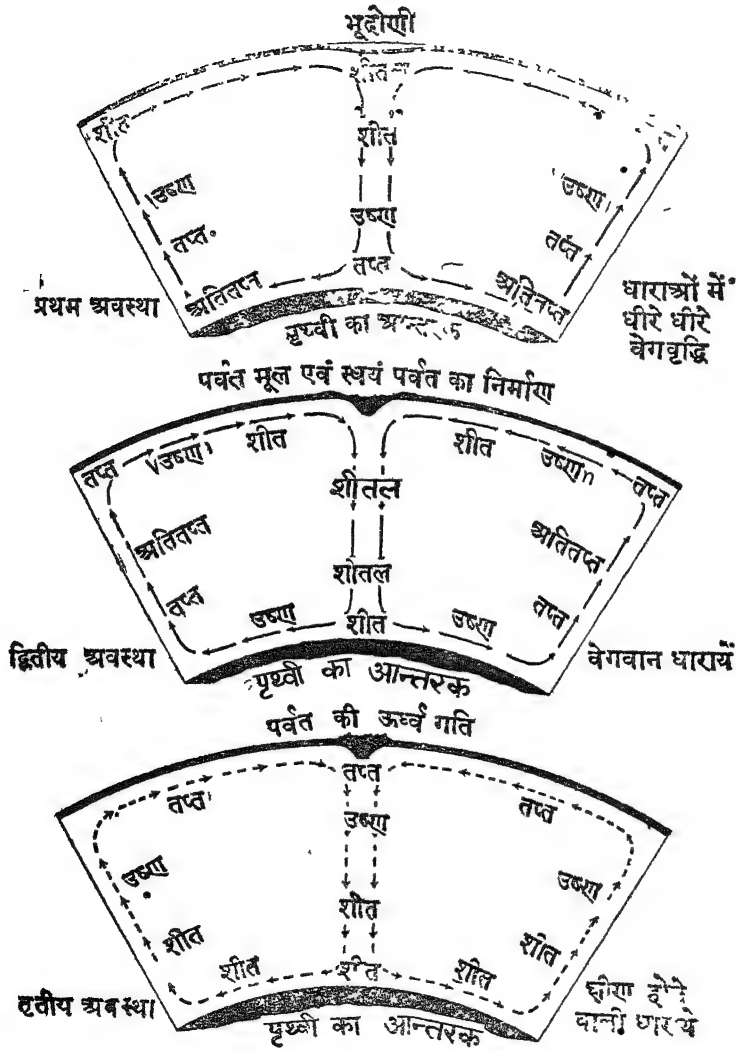 भूद्रोणी
शीतल
शीत
शीत
उष्ण उष्ण उष्ण
तप्त तप्त तप्त
अतितप्त अतितप्त
प्रथम अवस्था
धाराओं में
धीरे धीरे
वेगवृद्धि
पृथ्वी का आन्तरक
पर्वत मूल एवं स्वयं पर्वत का निर्माण
तप्त उष्ण शीत शीत उष्ण तप्त
शीतल
अतितप्त अतितप्त
शीतल
तप्त तप्त
उष्ण शीत उष्ण
द्वितीय अवस्था वेगवान धारायें
पृथ्वी का आन्तरक
पर्वत की ऊर्ध्व गति
तप्त
तप्त तप्त
उष्ण
उष्ण उष्ण
शीत
शीत शीत
शीत शीत शीत
तृतीय अवस्था
क्षीण होने
वाली धारायें
पृथ्वी का आन्तरक